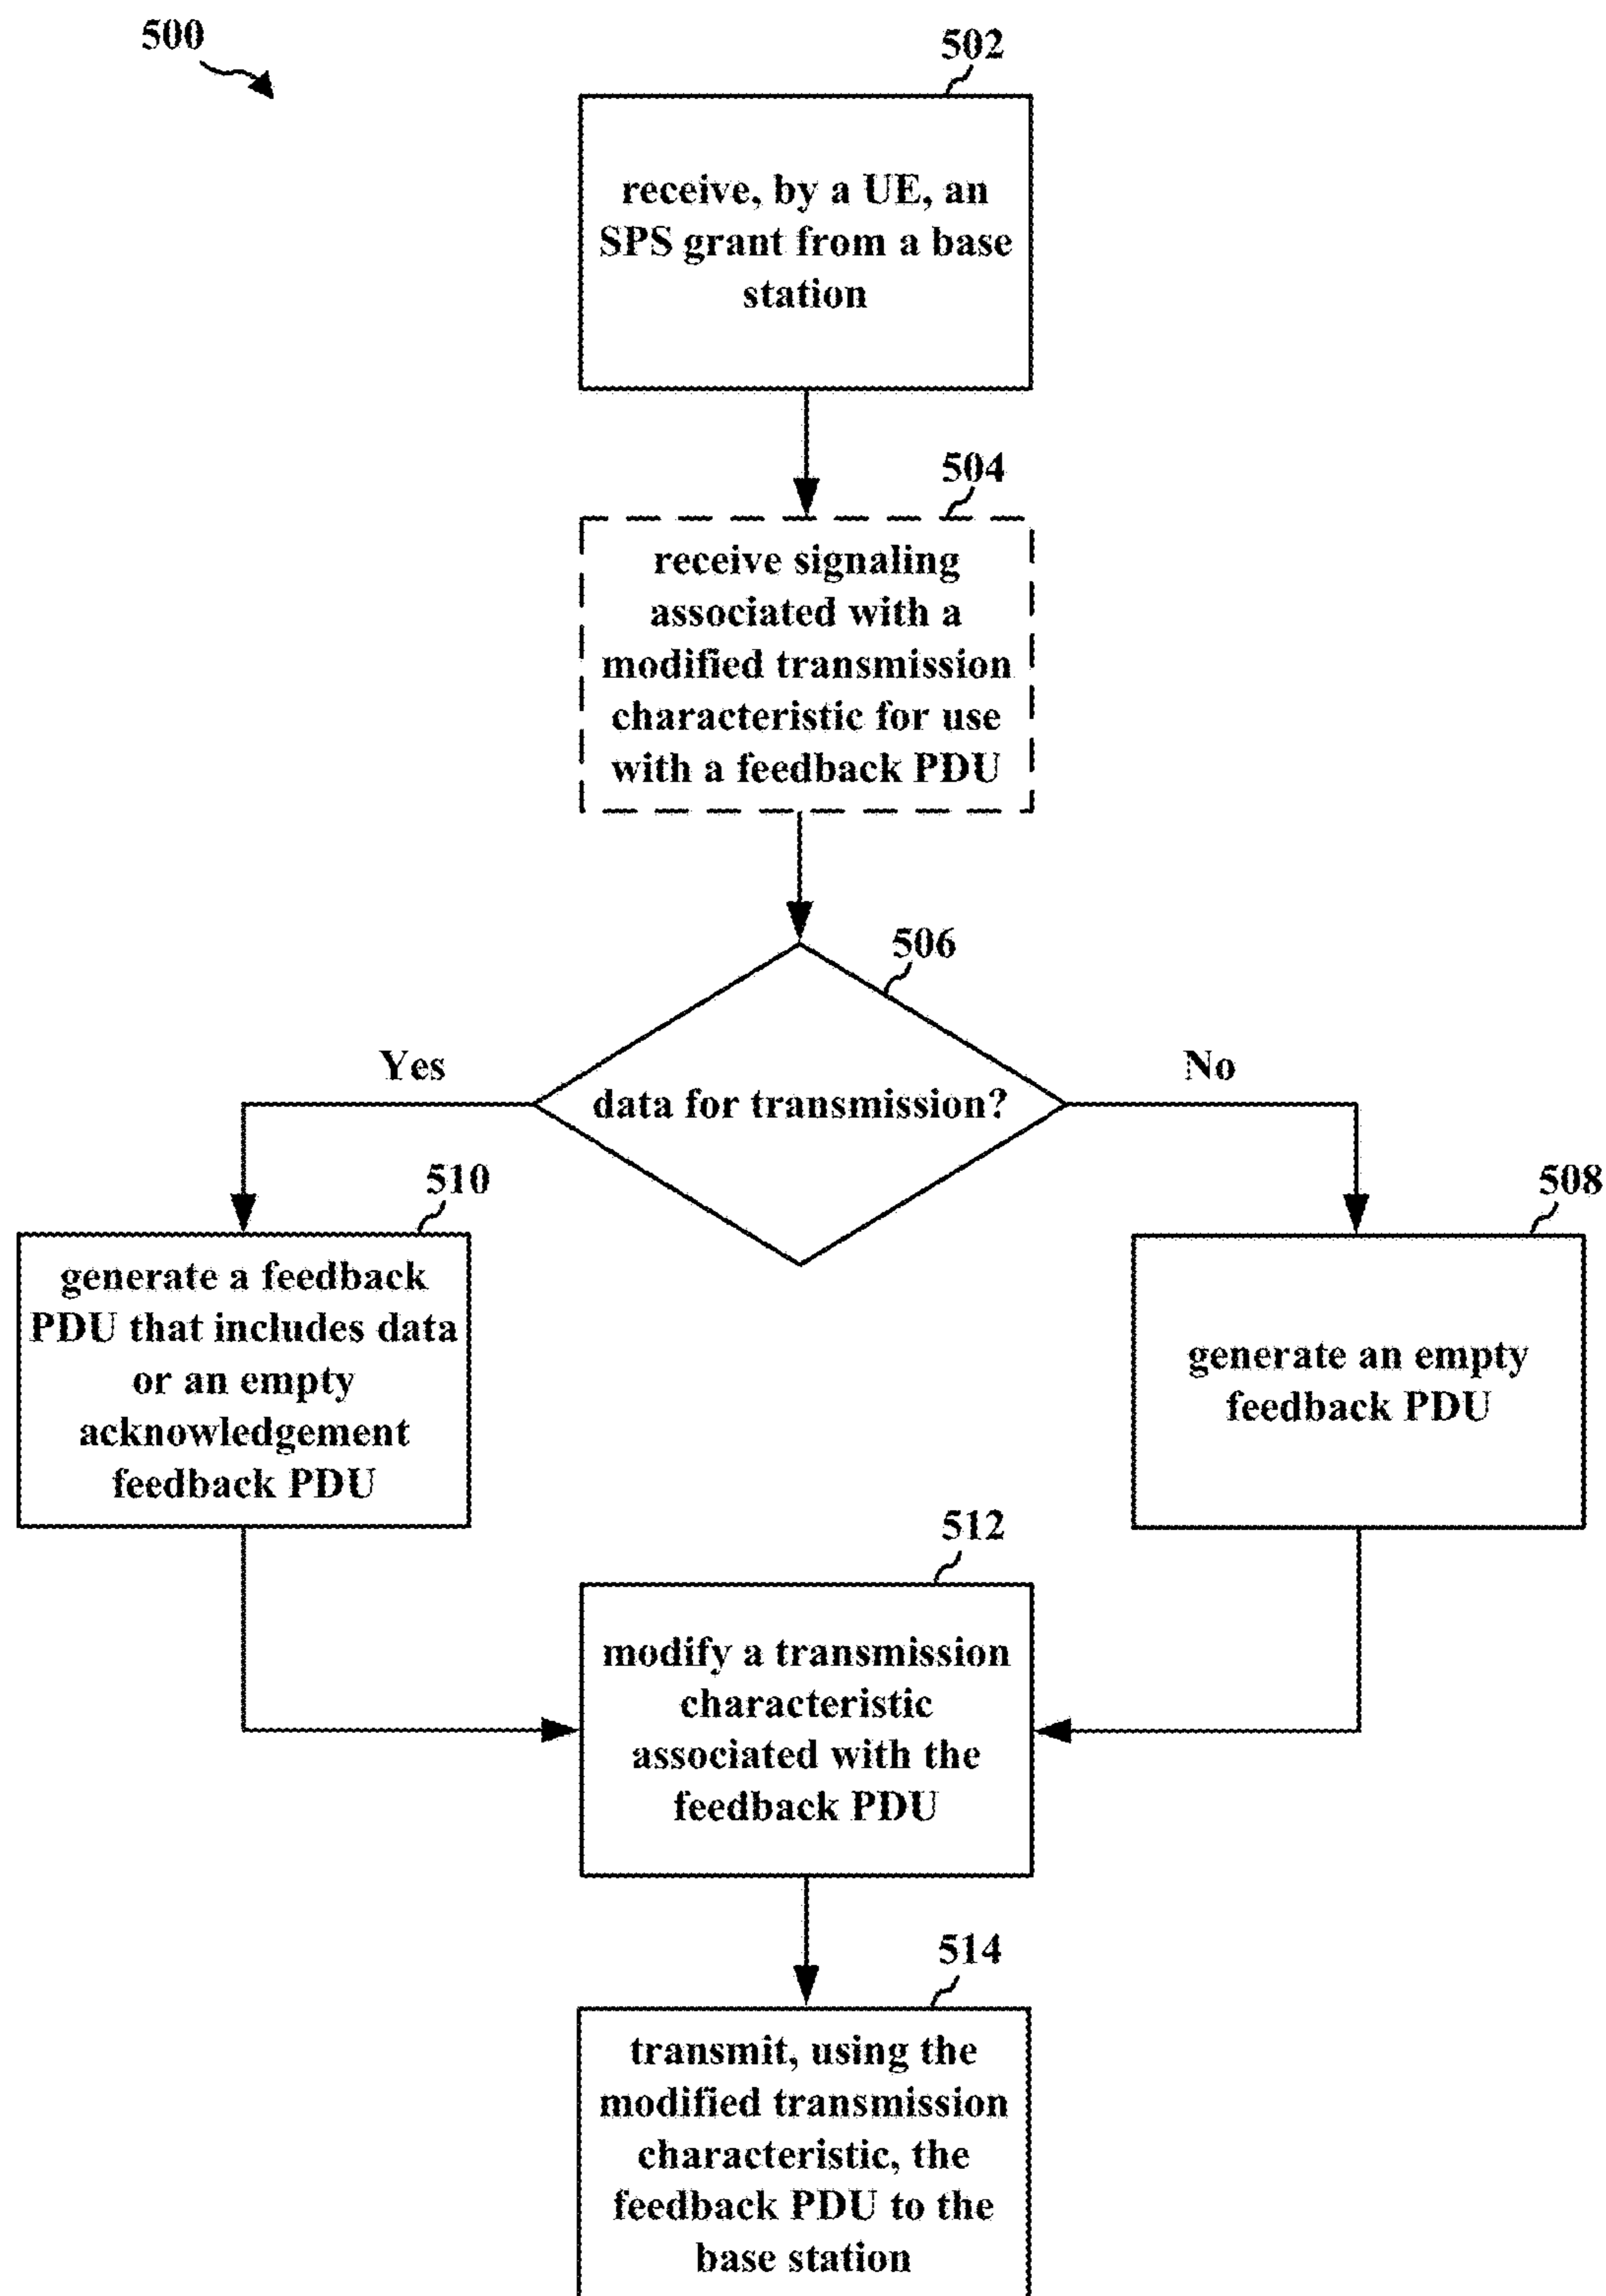 500
502
receive, by a UE, an
SPS grant from a base
station
504
receive signaling
associated with a
modified transmission
characteristic for use
with a feedback PDU
506
data for transmission?
Yes
No
510
generate a feedback
PDU that includes data
or an empty
acknowledgement
feedback PDU
508
generate an empty
feedback PDU
512
modify a transmission
characteristic
associated with the
feedback PDU
514
transmit, using the
modified transmission
characteristic, the
feedback PDU to the
base station